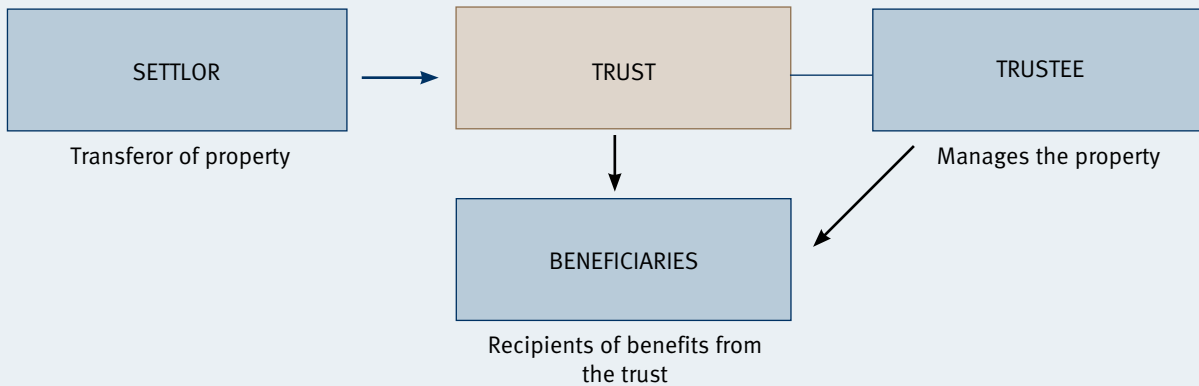 SETTLOR
TRUST
TRUSTEE
Transferor of property
Manages the property
BENEFICIARIES
Recipients of benefits from
the trust